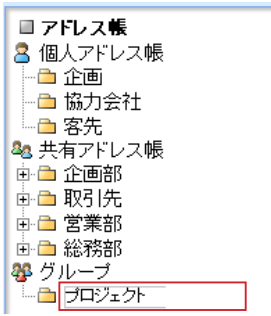 アドレス帳
個人アドレス帳
企画
協力会社
客先
共有アドレス帳
企画部
取引先
営業部
総務部
グループ
プロジェクト